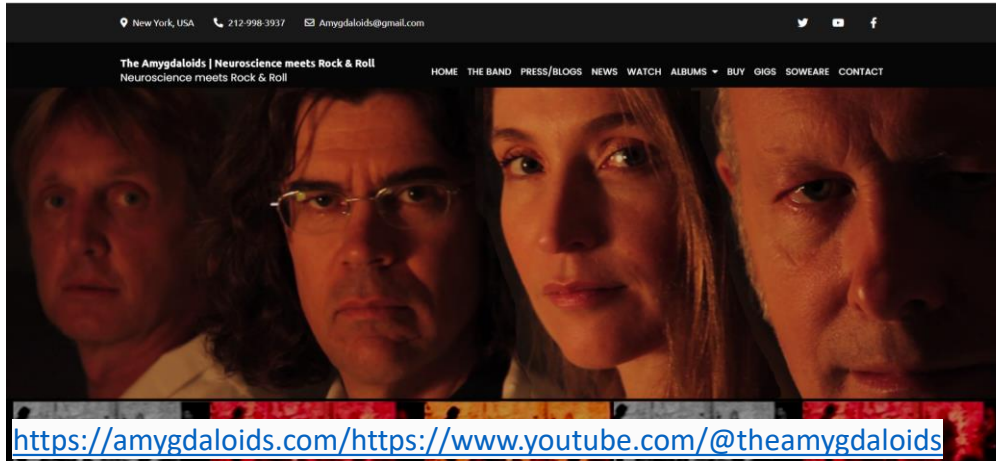 New York, USA 212-998-3937 Amygdaloids@gmail.com
The Amygdaloids | Neuroscience meets Rock & Roll
Neuroscience meets Rock & Roll
HOME THE BAND PRESS/BLOGS NEWS WATCH ALBUMS BUY GIGS SOWEARE CONTACT
https://amygdaloids.com/https://www.youtube.com/@theamygdaloids